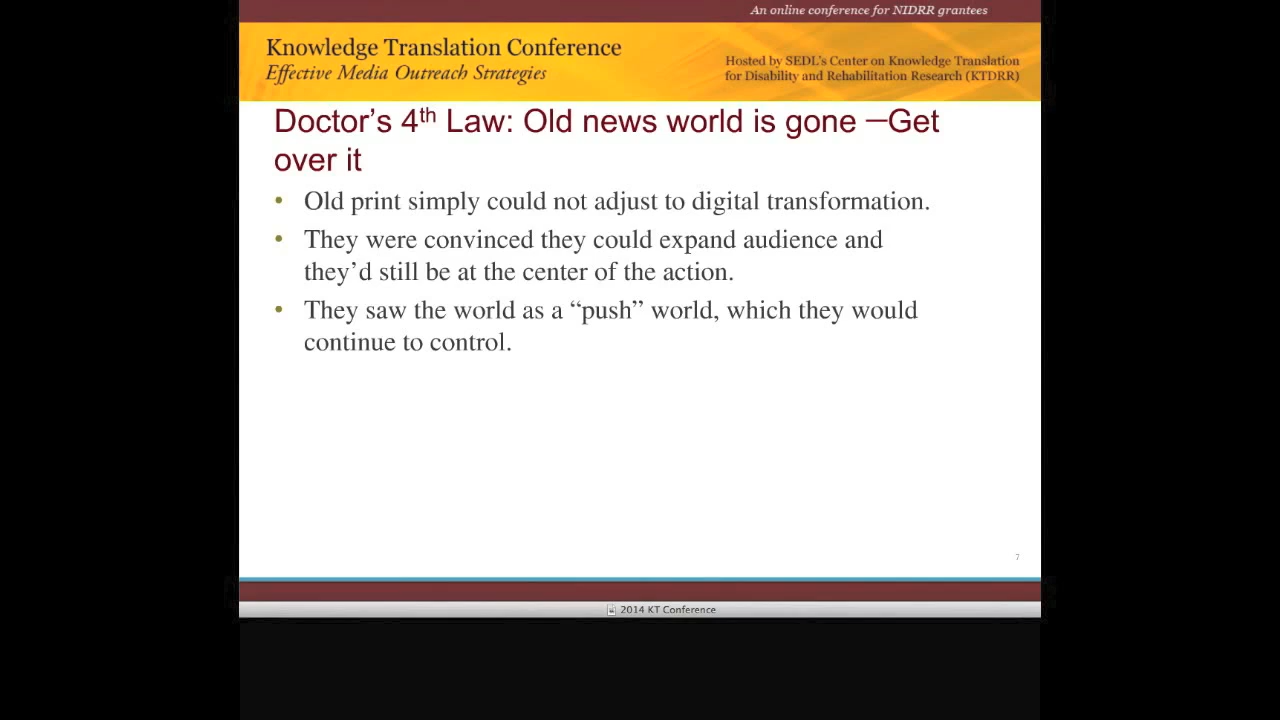 An online conference for NIDRR grantees
Knowledge Translation Conference
Effective Media Outreach Strategies
Hosted by SEDL's Center on Knowledge Translation
for Disability and Rehabilitation Research (KTDRR)
Doctor’s 4th Law: Old news world is gone —Get
over it
• Old print simply could not adjust to digital transformation.
• They were convinced they could expand audience and
they’d still be at the center of the action.
• They saw the world as a “push” world, which they would
continue to control.
7
2014 KT Conference